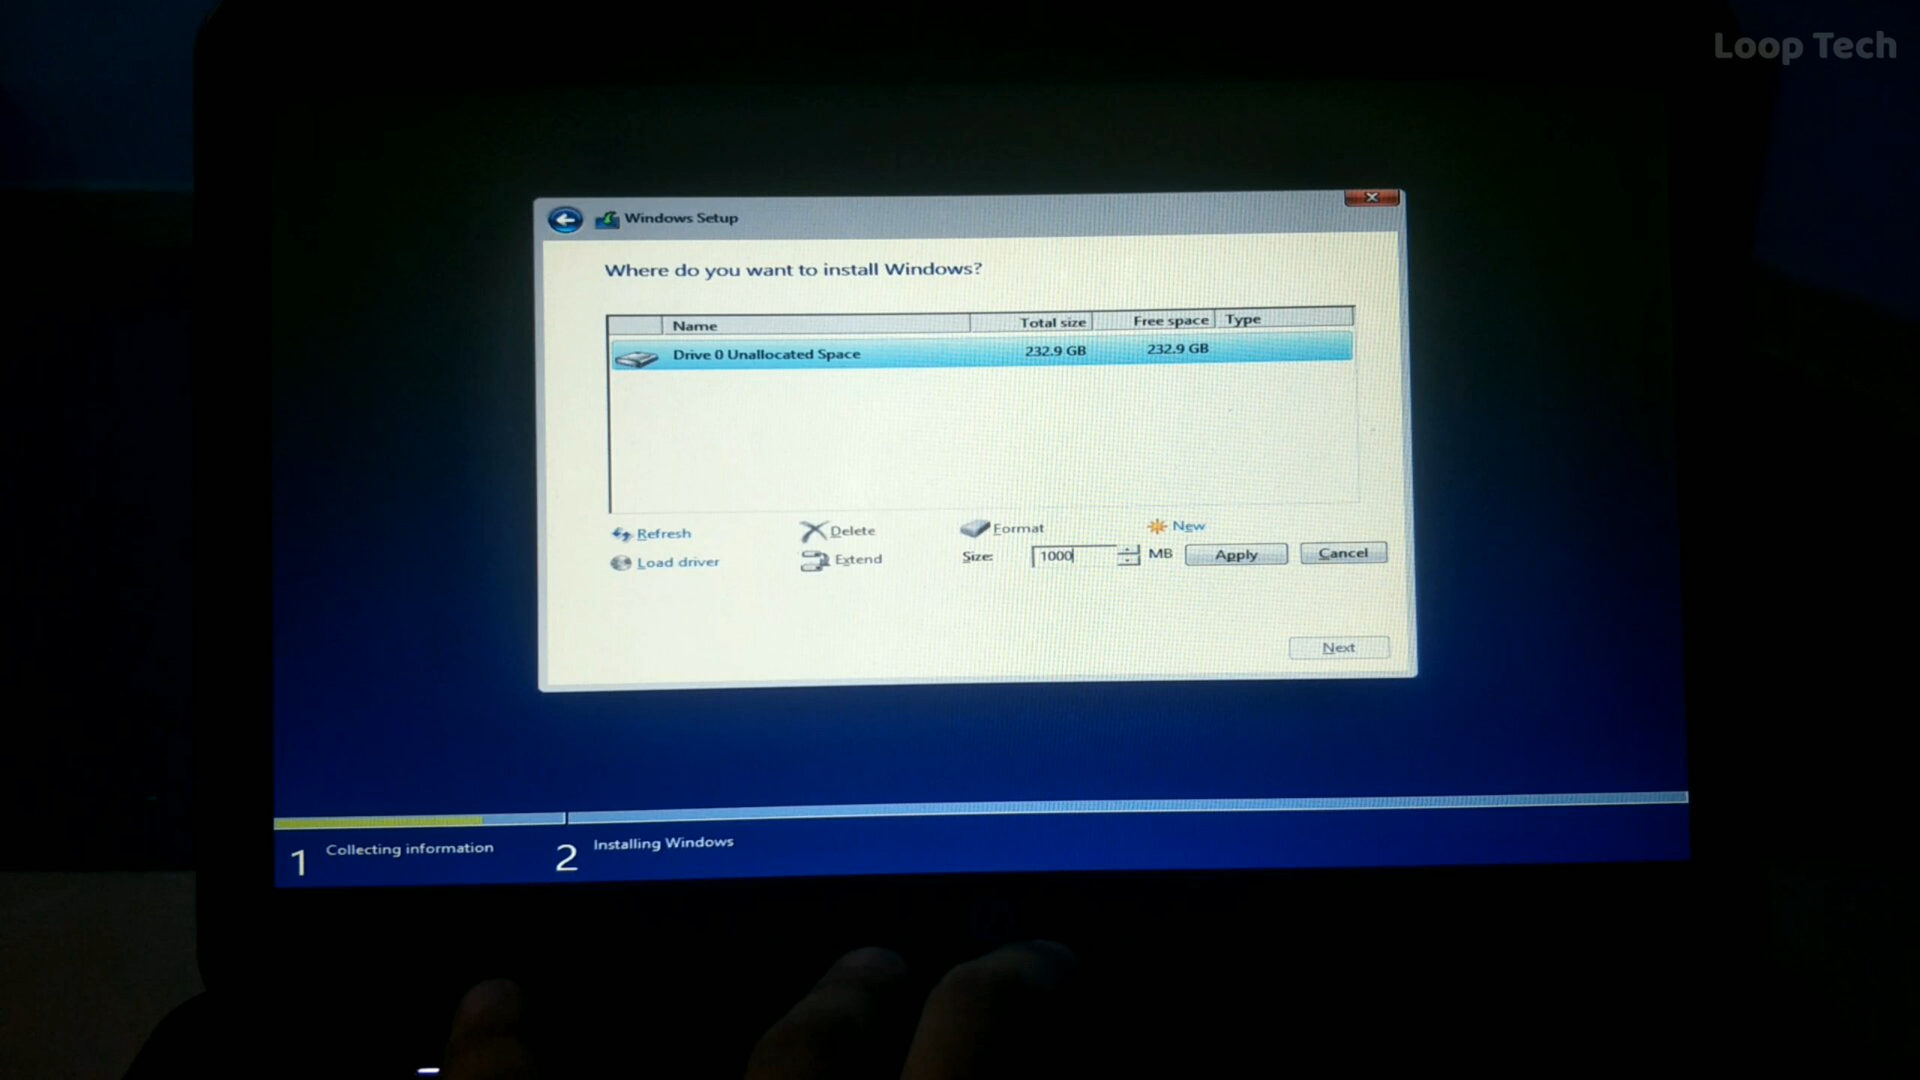 Loop Tech
Windows Setup
Where do you want to install Windows?
Name Total size Free space Type
Drive 0 Unallocated Space 232.9 GB 232.9 GB
Refresh Delete Format New
Load driver Extend Size: 1000 MB Apply Cancel
Next
1 Collecting information 2 Installing Windows